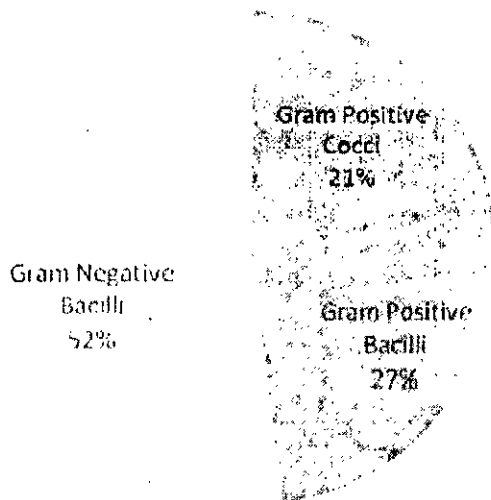 Gram Positive
Cocci
21%
Gram Negative
Bacilli
52%
Gram Positive
Bacilli
27%